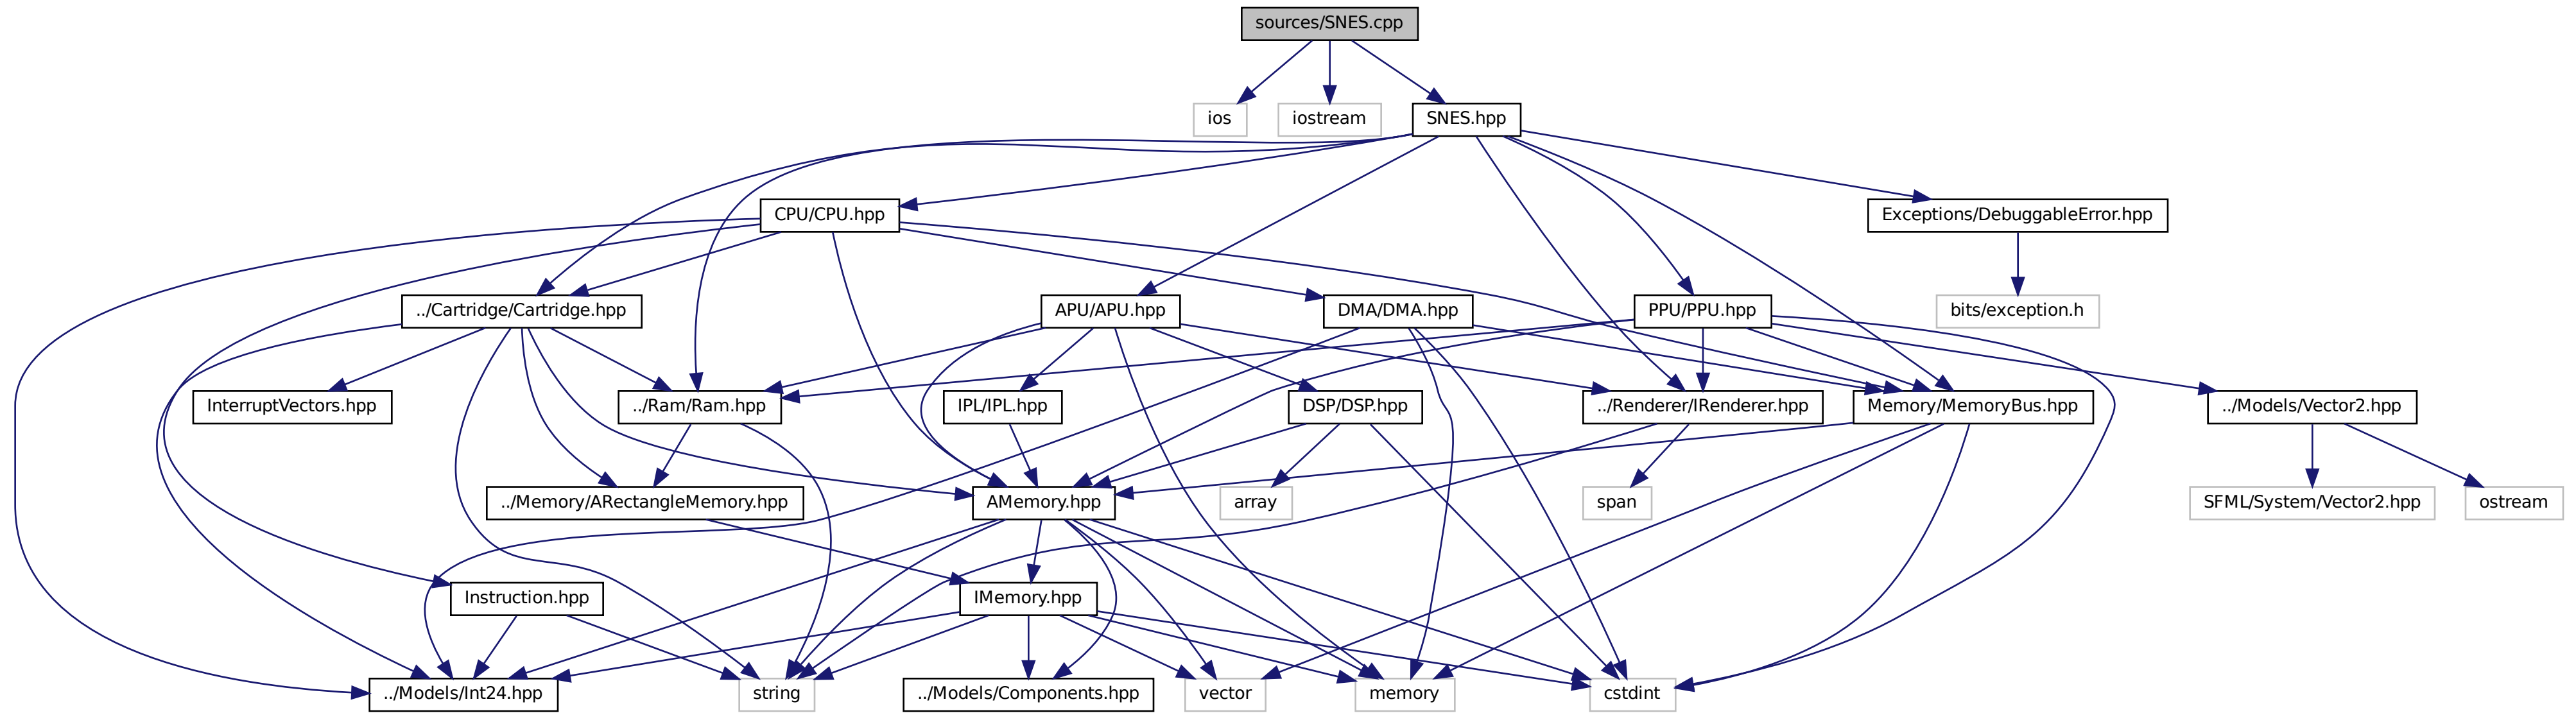 sources/SNES.cpp
ios
iostream
SNES.hpp
CPU/CPU.hpp
Exceptions/DebuggableError.hpp
../Cartridge/Cartridge.hpp
APU/APU.hpp
DMA/DMA.hpp
PPU/PPU.hpp
bits/exception.h
InterruptVectors.hpp
../Ram/Ram.hpp
IPL/IPL.hpp
DSP/DSP.hpp
../Renderer/IRenderer.hpp
Memory/MemoryBus.hpp
../Models/Vector2.hpp
../Memory/ARectangleMemory.hpp
AMemory.hpp
array
span
SFML/System/Vector2.hpp
ostream
Instruction.hpp
IMemory.hpp
../Models/Int24.hpp
string
../Models/Components.hpp
vector
memory
cstdint